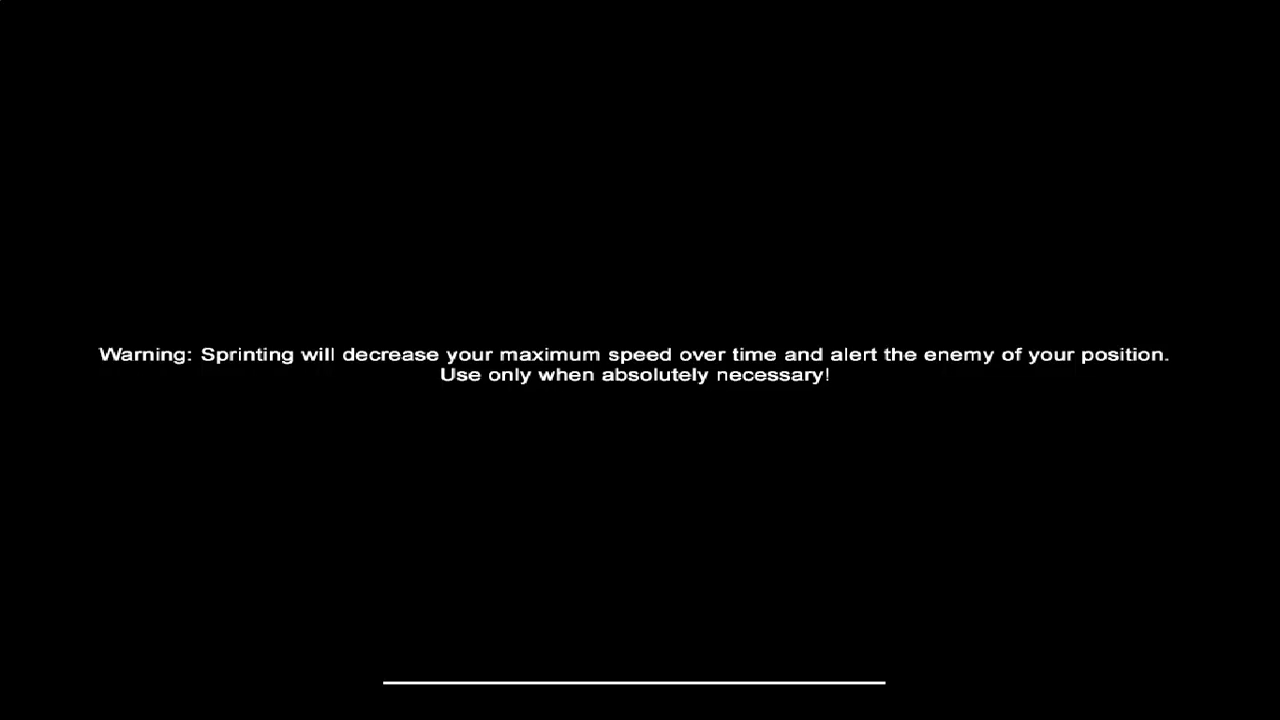 Warning: Sprinting will decrease your maximum speed over time and alert the enemy of your position.
Use only when absolutely necessary!